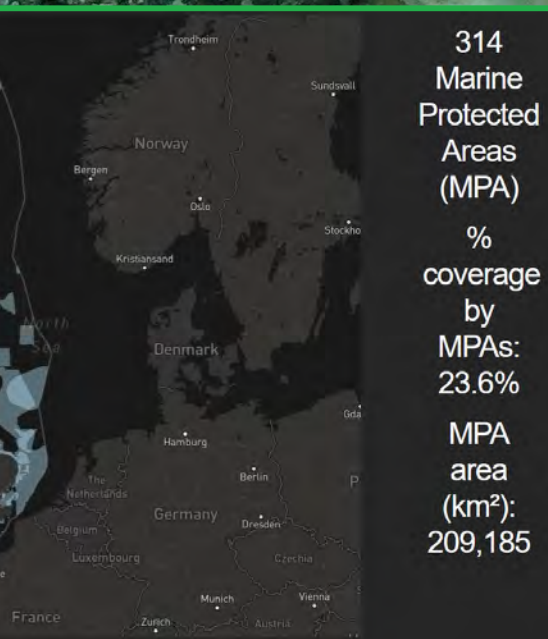 Trondheim
Sundsvall
Norway
Bergen
Oslo
Stockho
Kristiansand
North
Sea
Denmark
Gda
Hamburg
The
Netherlands
Berlin
P
Germany
Belgium
Dresden
Luxembourg
Czechia
Munich
Vienna
France
Zurich
Austria
314
Marine
Protected
Areas
(MPA)
%
coverage
by
MPAs:
23.6%
MPA
area
(km²):
209,185